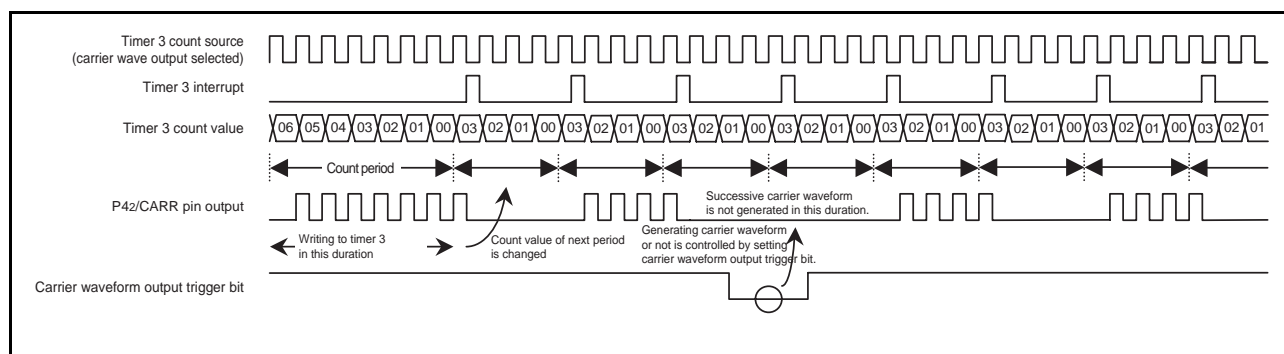 Timer 3 count source
(carrier wave output selected)
Timer 3 interrupt
Timer 3 count value
06 05 04 03 02 01 00 03 02 01 00 03 02 01 00 03 02 01 00 03 02 01 00 03 02 01 00 03 02 01 00 03 02 01 00 03 02 01
Count period
P42/CARR pin output
Successive carrier waveform
is not generated in this duration.
Writing to timer 3
in this duration
Count value of next period
is changed
Generating carrier waveform
or not is controlled by setting
carrier waveform output trigger bit.
Carrier waveform output trigger bit